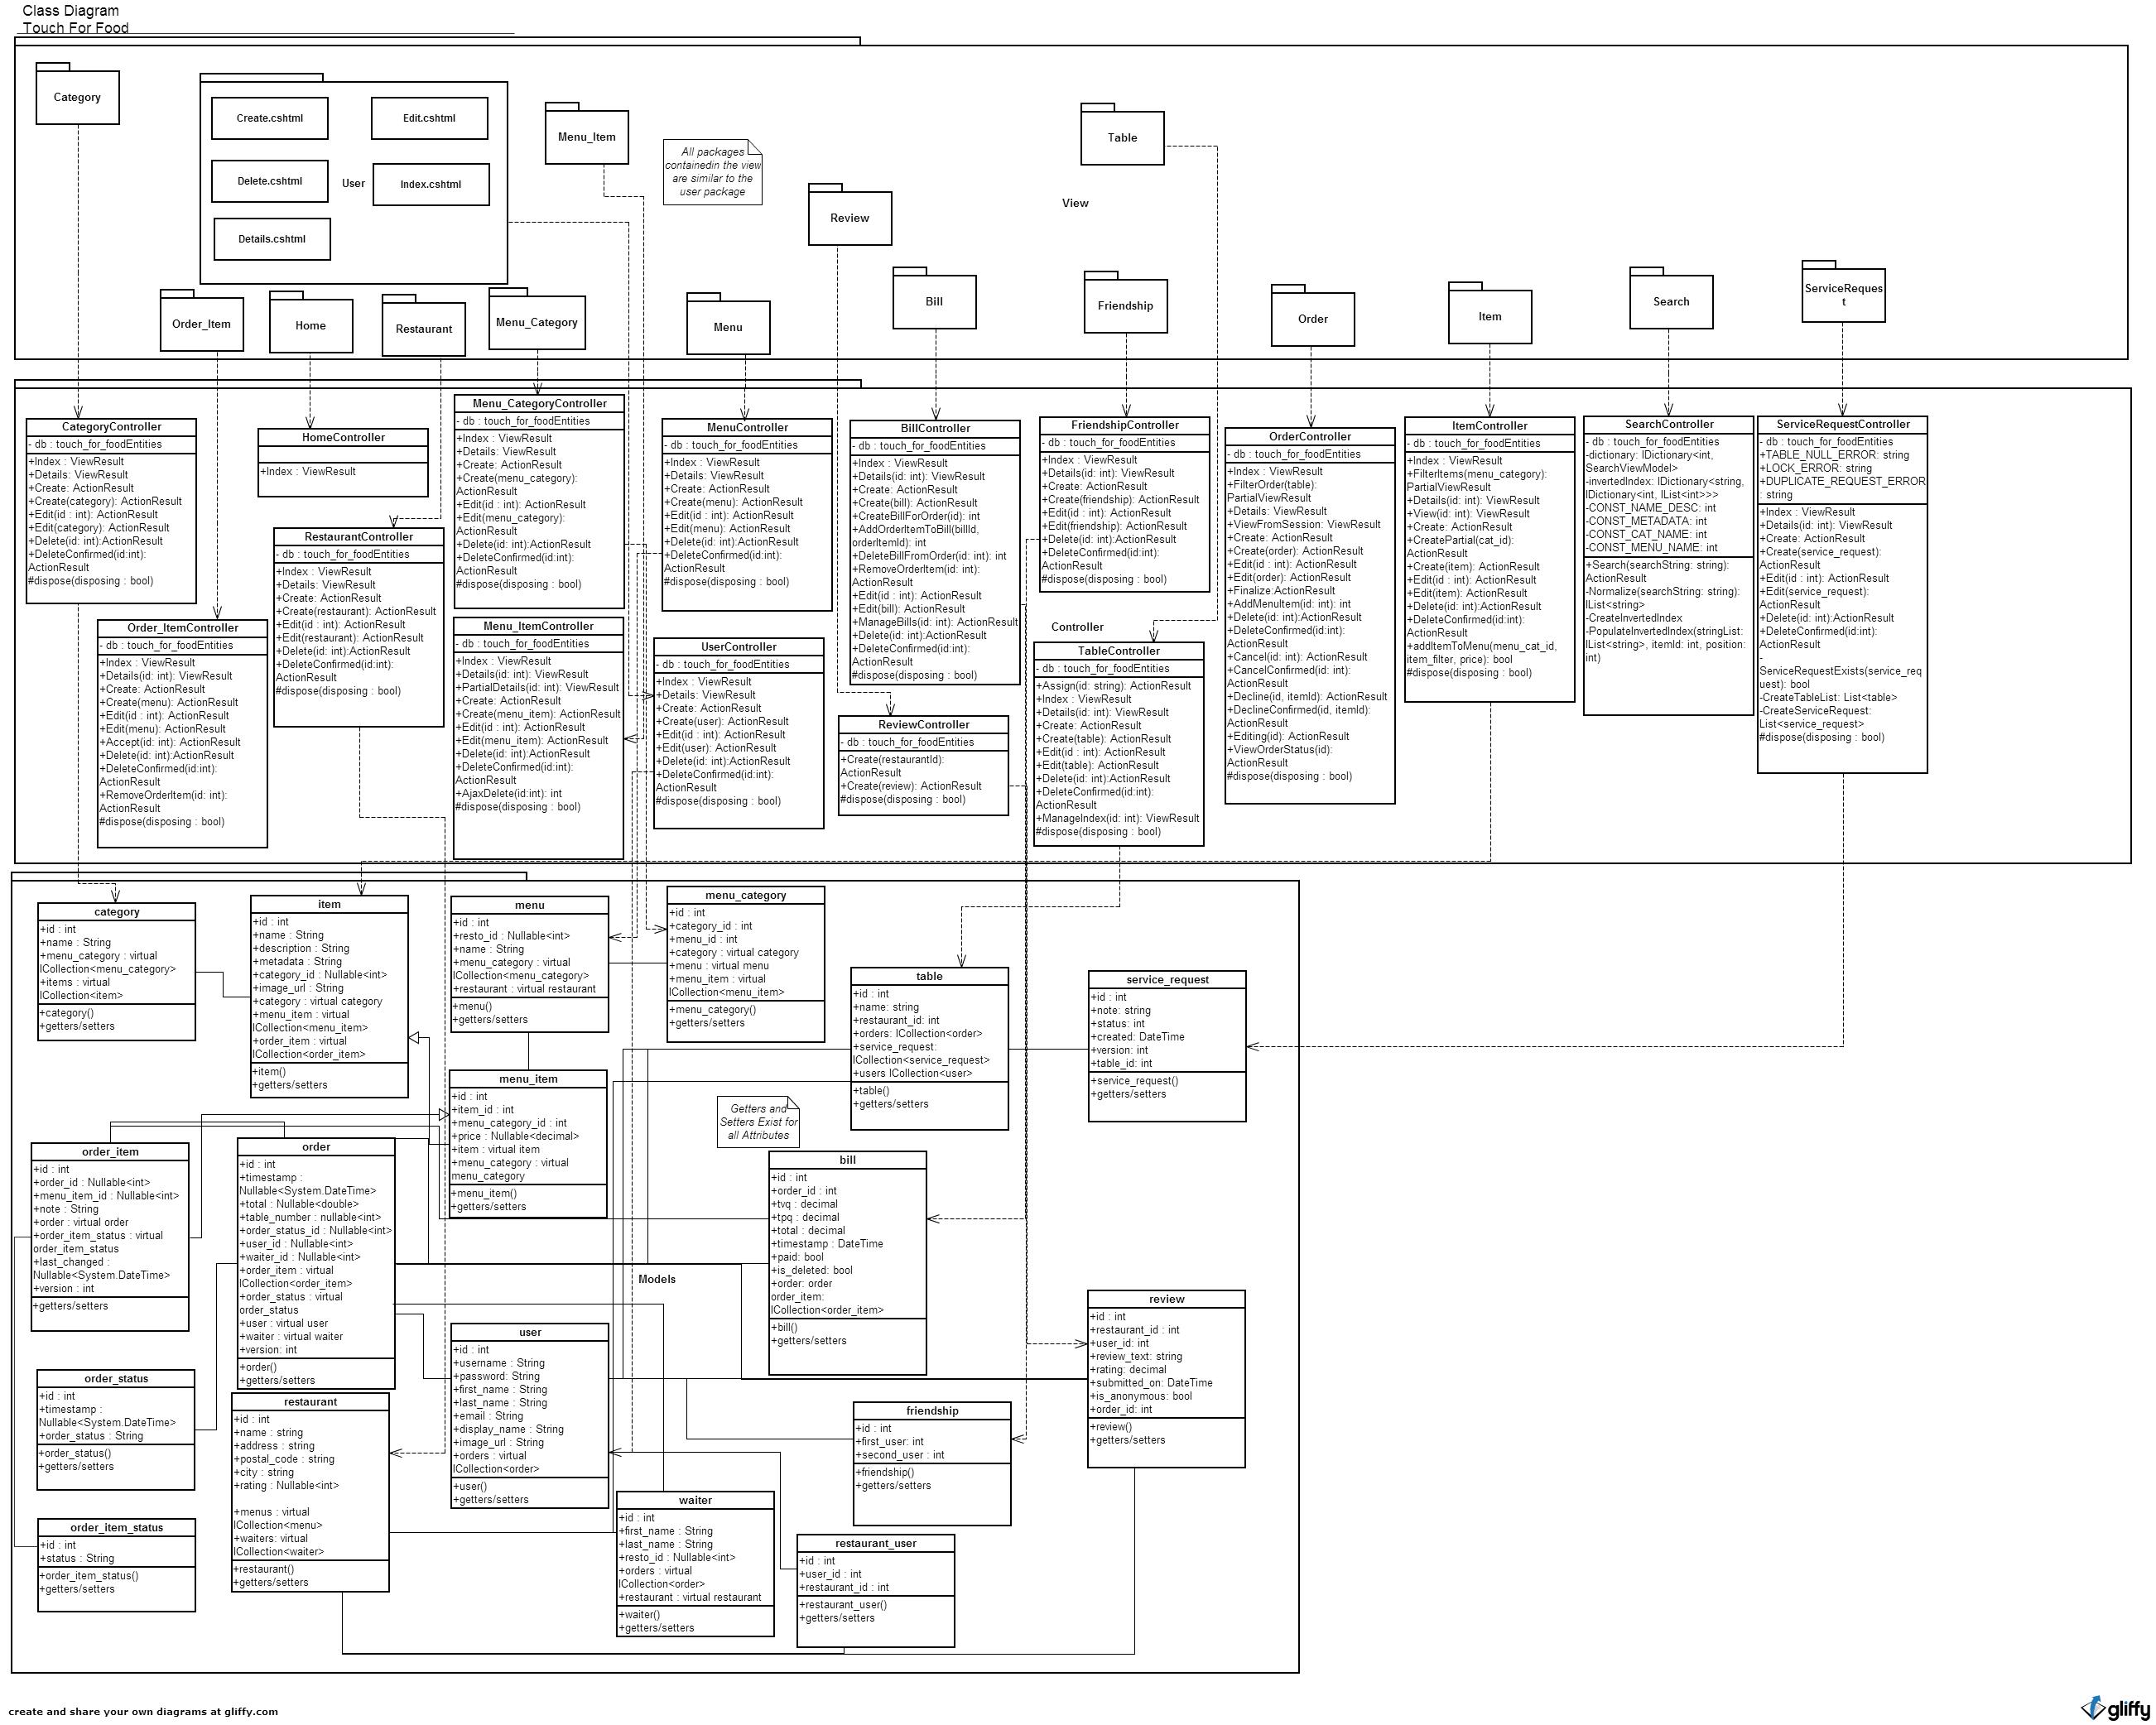 Class Diagram
Touch For Food
Category
Create.cshtml
Edit.cshtml
Delete.cshtml
User
Index.cshtml
Details.cshtml
Menu_Item
All packages
containedin the view
are similar to the
user package
Review
Table
View
Order_Item
Home
Restaurant
Menu_Category
Menu
Bill
Friendship
Order
Item
Search
ServiceReques
t
CategoryController
- db : touch_for_foodEntities
+Index : ViewResult
+Details: ViewResult
+Create: ActionResult
+Create(category): ActionResult
+Edit(id : int): ActionResult
+Edit(category): ActionResult
+Delete(id: int):ActionResult
+DeleteConfirmed(id:int):
ActionResult
#dispose(disposing : bool)
HomeController
+Index : ViewResult
Menu_CategoryController
- db : touch_for_foodEntities
+Index : ViewResult
+Details: ViewResult
+Create: ActionResult
+Create(menu_category):
ActionResult
+Edit(id : int): ActionResult
+Edit(menu_category):
ActionResult
+Delete(id: int):ActionResult
+DeleteConfirmed(id:int):
ActionResult
#dispose(disposing : bool)
MenuController
- db : touch_for_foodEntities
+Index : ViewResult
+Details: ViewResult
+Create: ActionResult
+Create(menu): ActionResult
+Edit(id : int): ActionResult
+Edit(menu): ActionResult
+Delete(id: int):ActionResult
+DeleteConfirmed(id:int):
ActionResult
#dispose(disposing : bool)
BillController
- db : touch_for_foodEntities
+Index : ViewResult
+Details(id: int): ViewResult
+Create: ActionResult
+Create(bill): ActionResult
+CreateBillForOrder(id): int
+AddOrderItemToBill(billId,
orderItemId): int
+DeleteBillFromOrder(id: int): int
+RemoveOrderItem(id: int):
ActionResult
+Edit(id : int): ActionResult
+Edit(bill): ActionResult
+ManageBills(id: int): ActionResult
+Delete(id: int):ActionResult
+DeleteConfirmed(id:int):
ActionResult
#dispose(disposing : bool)
FriendshipController
- db : touch_for_foodEntities
+Index : ViewResult
+Details(id: int): ViewResult
+Create: ActionResult
+Create(friendship): ActionResult
+Edit(id : int): ActionResult
+Edit(friendship): ActionResult
+Delete(id: int):ActionResult
+DeleteConfirmed(id:int):
ActionResult
#dispose(disposing : bool)
OrderController
- db : touch_for_foodEntities
+Index : ViewResult
+FilterOrder(table):
PartialViewResult
+Details: ViewResult
+ViewFromSession: ViewResult
+Create: ActionResult
+Create(order): ActionResult
+Edit(id : int): ActionResult
+Edit(order): ActionResult
+Finalize:ActionResult
+AddMenuItem(id: int): int
+Delete(id: int):ActionResult
+DeleteConfirmed(id:int):
ActionResult
+Cancel(id: int): ActionResult
+CancelConfirmed(id: int):
ActionResult
+Decline(id, itemId): ActionResult
+DeclineConfirmed(id, itemId):
ActionResult
+Editing(id): ActionResult
+ViewOrderStatus(id):
ActionResult
#dispose(disposing : bool)
ItemController
- db : touch_for_foodEntities
+Index : ViewResult
+FilterItems(menu_category):
PartialViewResult
+Details(id: int): ViewResult
+View(id: int): ViewResult
+Create: ActionResult
+CreatePartial(cat_id):
ActionResult
+Create(item): ActionResult
+Edit(id : int): ActionResult
+Edit(item): ActionResult
+Delete(id: int):ActionResult
+DeleteConfirmed(id:int):
ActionResult
+addItemToMenu(menu_cat_id,
item_filter, price): bool
#dispose(disposing : bool)
SearchController
- db : touch_for_foodEntities
-dictionary: IDictionary<int,
SearchViewModel>
-invertedIndex: IDictionary<string,
IDictionary<int, IList<int>>>
-CONST_NAME_DESC: int
-CONST_METADATA: int
-CONST_CAT_NAME: int
-CONST_MENU_NAME: int
+Search(searchString: string):
ActionResult
-Normalize(searchString: string):
IList<string>
-CreateInvertedIndex
-PopulateInvertedIndex(stringList:
IList<string>, itemId: int, position:
int)
ServiceRequestController
- db : touch_for_foodEntities
+TABLE_NULL_ERROR: string
+LOCK_ERROR: string
+DUPLICATE_REQUEST_ERROR
: string
+Index : ViewResult
+Details(id: int): ViewResult
+Create: ActionResult
+Create(service_request):
ActionResult
+Edit(id : int): ActionResult
+Edit(service_request):
ActionResult
+Delete(id: int):ActionResult
+DeleteConfirmed(id:int):
ActionResult
-
ServiceRequestExists(service_req
uest): bool
-CreateTableList: List<table>
-CreateServiceRequest:
List<service_request>
#dispose(disposing : bool)
RestaurantController
- db : touch_for_foodEntities
+Index : ViewResult
+Details: ViewResult
+Create: ActionResult
+Create(restaurant): ActionResult
+Edit(id : int): ActionResult
+Edit(restaurant): ActionResult
+Delete(id: int):ActionResult
+DeleteConfirmed(id:int):
ActionResult
#dispose(disposing : bool)
Order_ItemController
- db : touch_for_foodEntities
+Index : ViewResult
+Details(id: int): ViewResult
+Create: ActionResult
+Create(menu): ActionResult
+Edit(id : int): ActionResult
+Edit(menu): ActionResult
+Accept(id: int): ActionResult
+Delete(id: int):ActionResult
+DeleteConfirmed(id:int):
ActionResult
+RemoveOrderItem(id: int):
ActionResult
#dispose(disposing : bool)
Menu_ItemController
- db : touch_for_foodEntities
+Index : ViewResult
+Details(id: int): ViewResult
+PartialDetails(id: int): ViewResult
+Create: ActionResult
+Create(menu_item): ActionResult
+Edit(id : int): ActionResult
+Edit(menu_item): ActionResult
+Delete(id: int):ActionResult
+DeleteConfirmed(id:int):
ActionResult
+AjaxDelete(id:int): int
#dispose(disposing : bool)
UserController
- db : touch_for_foodEntities
+Index : ViewResult
+Details: ViewResult
+Create: ActionResult
+Create(user): ActionResult
+Edit(id : int): ActionResult
+Edit(user): ActionResult
+Delete(id: int):ActionResult
+DeleteConfirmed(id:int):
ActionResult
#dispose(disposing : bool)
ReviewController
- db : touch_for_foodEntities
+Create(restaurantId):
ActionResult
+Create(review): ActionResult
#dispose(disposing : bool)
Controller
TableController
- db : touch_for_foodEntities
+Assign(id: string): ActionResult
+Index : ViewResult
+Details(id: int): ViewResult
+Create: ActionResult
+Create(table): ActionResult
+Edit(id : int): ActionResult
+Edit(table): ActionResult
+Delete(id: int):ActionResult
+DeleteConfirmed(id:int):
ActionResult
+ManageIndex(id: int): ViewResult
#dispose(disposing : bool)
category
+id : int
+name : String
+menu_category : virtual
ICollection<menu_category>
+items : virtual
ICollection<item>
+category()
+getters/setters
item
+id : int
+name : String
+description : String
+metadata : String
+category_id : Nullable<int>
+image_url : String
+category : virtual category
+menu_item : virtual
ICollection<menu_item>
+order_item : virtual
ICollection<order_item>
+item()
+getters/setters
menu
+id : int
+resto_id : Nullable<int>
+name : String
+menu_category : virtual
ICollection<menu_category>
+restaurant : virtual restaurant
+menu()
+getters/setters
menu_category
+id : int
+category_id : int
+menu_id : int
+category : virtual category
+menu : virtual menu
+menu_item : virtual
ICollection<menu_item>
+menu_category()
+getters/setters
table
+id : int
+name: string
+restaurant_id: int
+orders: ICollection<order>
+service_request:
ICollection<service_request>
+users ICollection<user>
+table()
+getters/setters
service_request
+id : int
+note: string
+status: int
+created: DateTime
+version: int
+table_id: int
+service_request()
+getters/setters
menu_item
+id : int
+item_id : int
+menu_category_id : int
+price : Nullable<decimal>
+item : virtual item
+menu_category : virtual
menu_category
+menu_item()
+getters/setters
Getters and
Setters Exist for
all Attributes
order_item
+id : int
+order_id : Nullable<int>
+menu_item_id : Nullable<int>
+note : String
+order : virtual order
+order_item_status : virtual
order_item_status
+last_changed :
Nullable<System.DateTime>
+version : int
+getters/setters
order
+id : int
+timestamp :
Nullable<System.DateTime>
+total : Nullable<double>
+table_number : nullable<int>
+order_status_id : Nullable<int>
+user_id : Nullable<int>
+waiter_id : Nullable<int>
+order_item : virtual
ICollection<order_item>
+order_status : virtual
order_status
+user : virtual user
+waiter : virtual waiter
+version: int
+order()
+getters/setters
bill
+id : int
+order_id : int
+tvq : decimal
+tpq : decimal
+total : decimal
+timestamp : DateTime
+paid: bool
+is_deleted: bool
+order: order
order_item:
ICollection<order_item>
+bill()
+getters/setters
Models
review
+id : int
+restaurant_id : int
+user_id: int
+review_text: string
+rating: decimal
+submitted_on: DateTime
+is_anonymous: bool
+order_id: int
+review()
+getters/setters
user
+id : int
+username : String
+password: String
+first_name : String
+last_name : String
+email : String
+display_name : String
+image_url : String
+orders : virtual
ICollection<order>
+user()
+getters/setters
order_status
+id : int
+timestamp :
Nullable<System.DateTime>
+order_status : String
+order_status()
+getters/setters
restaurant
+id : int
+name : string
+address : string
+postal_code : string
+city : string
+rating : Nullable<int>
+menus : virtual
ICollection<menu>
+waiters: virtual
ICollection<waiter>
+restaurant()
+getters/setters
friendship
+id : int
+first_user: int
+second_user : int
+friendship()
+getters/setters
waiter
+id : int
+first_name : String
+last_name : String
+resto_id : Nullable<int>
+orders : virtual
ICollection<order>
+restaurant : virtual restaurant
+waiter()
+getters/setters
order_item_status
+id : int
+status : String
+order_item_status()
+getters/setters
restaurant_user
+id : int
+user_id : int
+restaurant_id : int
+restaurant_user()
+getters/setters
create and share your own diagrams at gliffy.com
gliffy